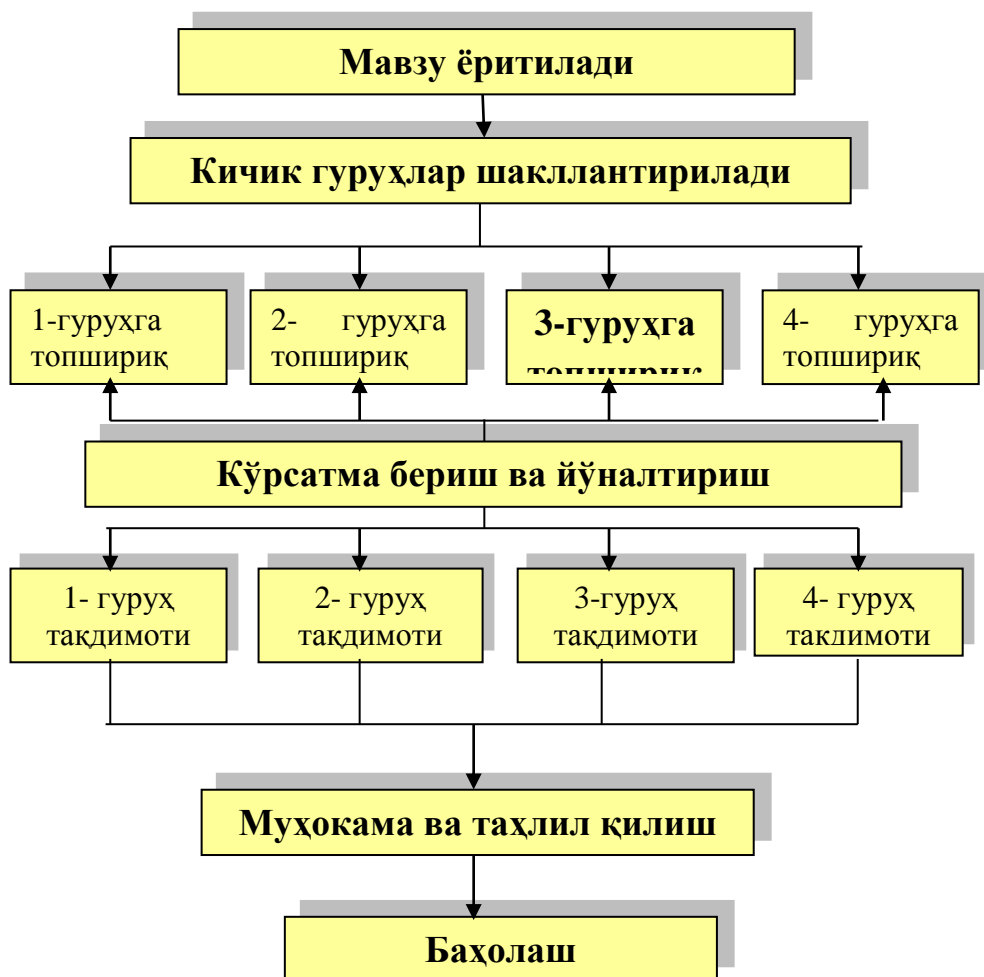 Мавзу ёритилади
Кичик гуруҳлар шакллантирилади
1-гуруҳга
топшириқ
2- гуруҳга
топшириқ
3-гуруҳга
топшириқ
4- гуруҳга
топшириқ
Кўрсатма бериш ва йўналтириш
1- гуруҳ
тақдимоти
2- гуруҳ
тақдимоти
3-гуруҳ
тақдимоти
4- гуруҳ
тақдимоти
Муҳокама ва таҳлил қилиш
Баҳолаш